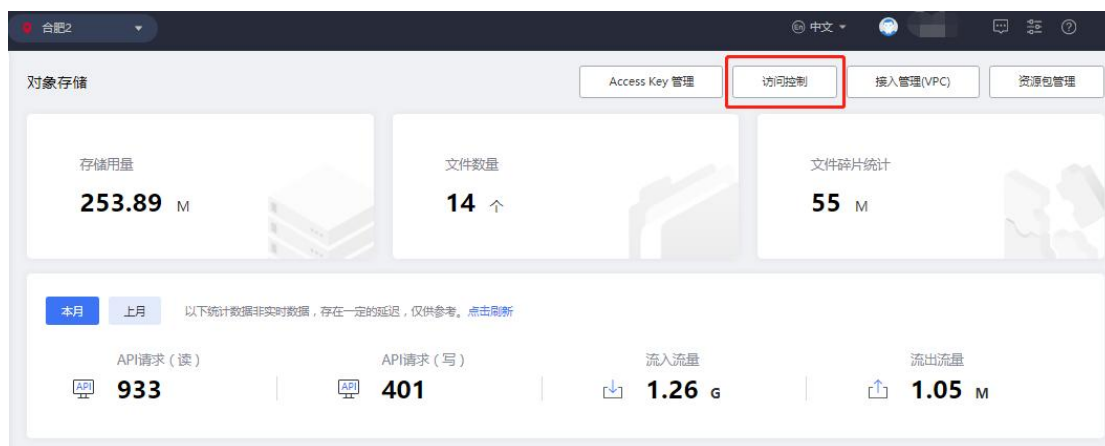 合肥2 En 中文
对象存储 Access Key 管理 访问控制 接入管理(VPC) 资源包管理
存储用量 文件数量 文件碎片统计
253.89 M 14 个 55 M
本月 上月 以下统计数据非实时数据，存在一定的延迟，仅供参考。点击刷新
API请求（读） API请求（写） 流入流量 流出流量
API 933 API 401 1.26 G 1.05 M